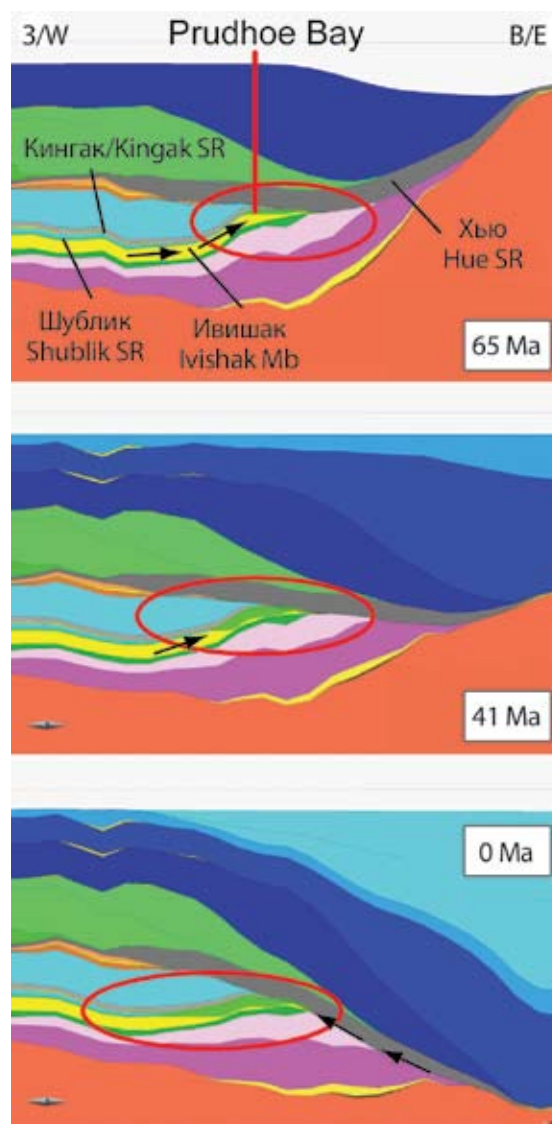 З/W
Prudhoe Bay
В/E
Кингак/Kingak SR
Хью
Hue SR
Шублик
Shublik SR
Ивишак
Ivishak Mb
65 Ma
41 Ma
0 Ma